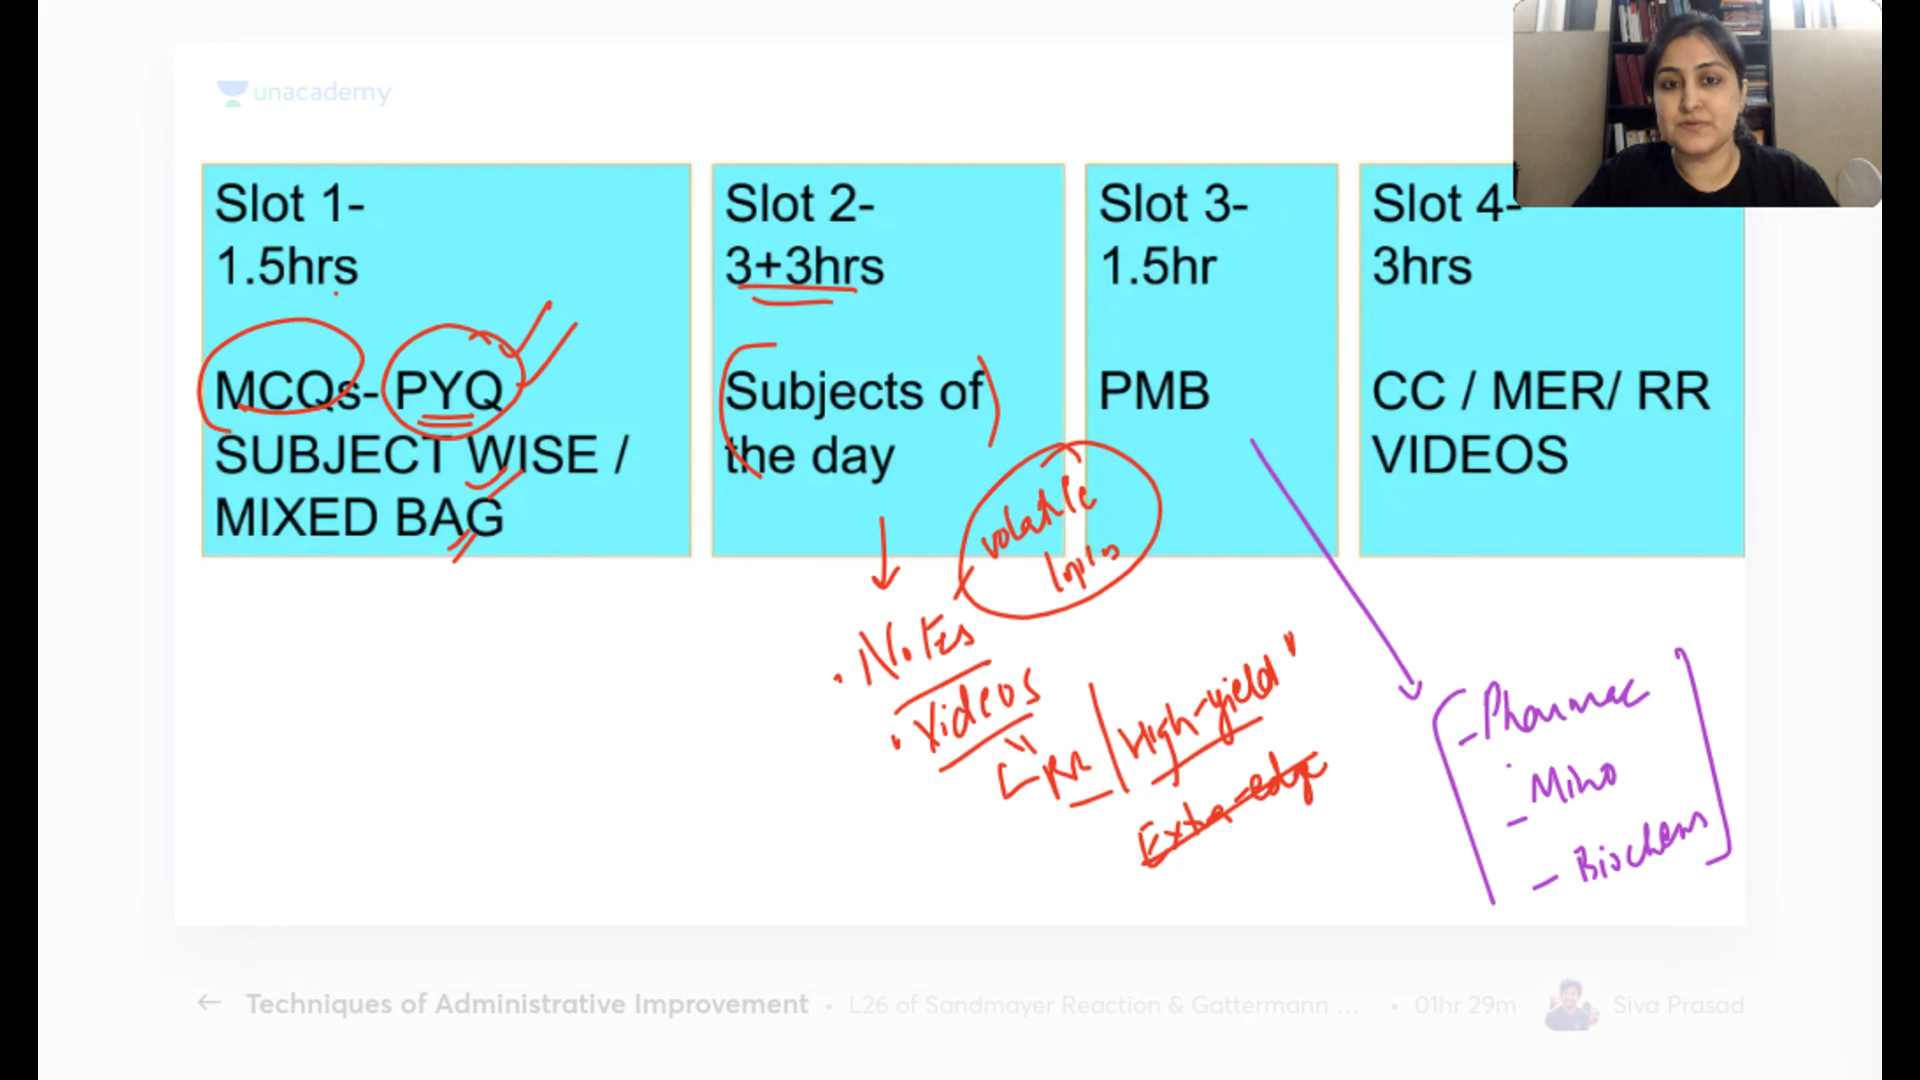 unacademy
Slot 1-
1.5hrs
MCQs- PYQ
SUBJECT WISE /
MIXED BAG
Slot 2-
3+3hrs
Subjects of
the day
Slot 3-
1.5hr
PMB
Slot 4-
3hrs
CC / MER/ RR
VIDEOS
volatile
• Notes
• Videos
RR / High-yield"
Extra-edge
- Pharmac
- Micro
- Biochem
← Techniques of Administrative Improvement • L26 of Sandmayer Reaction & Gattermann ... • 01hr 29m Siva Prasad